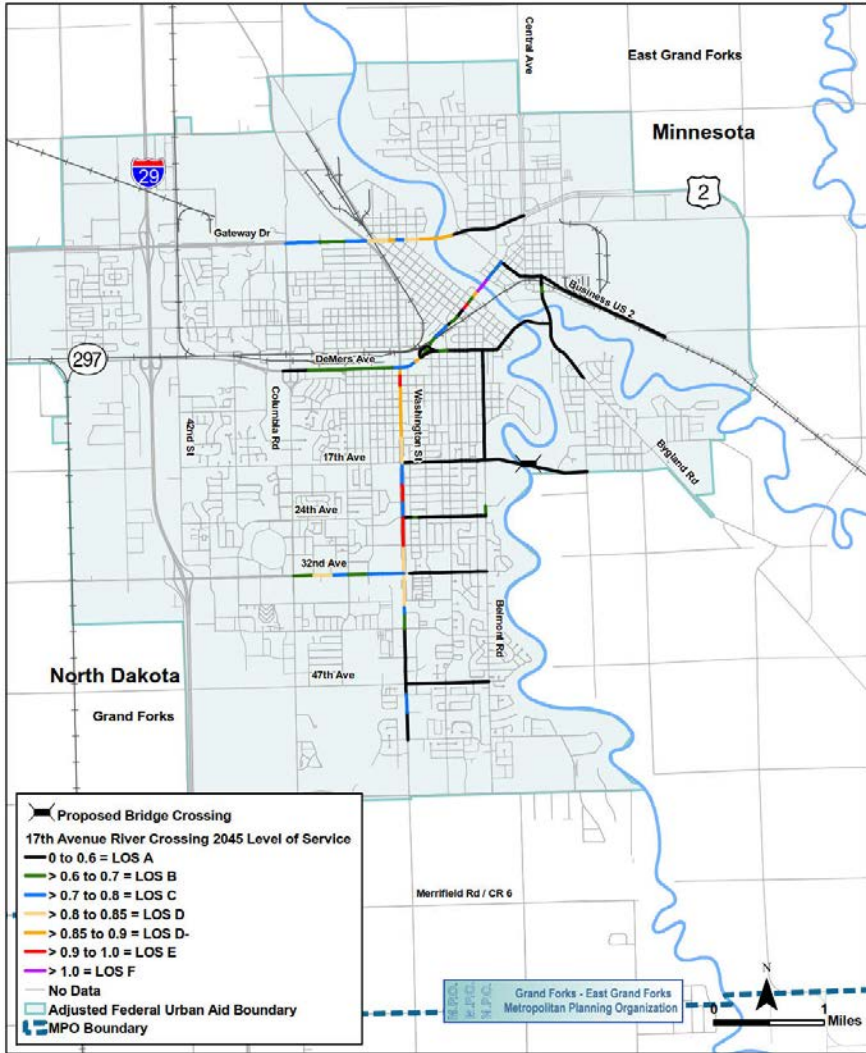 Central Ave
East Grand Forks
Minnesota
29
2
Gateway Dr
Business US 2
297
DeMers Ave
Columbia Rd
42nd St
Washington St
17th Ave
Bygland Rd
24th Ave
32nd Ave
Belmont Rd
47th Ave
North Dakota
Grand Forks
Proposed Bridge Crossing
17th Avenue River Crossing 2045 Level of Service
0 to 0.6 = LOS A
> 0.6 to 0.7 = LOS B
> 0.7 to 0.8 = LOS C
> 0.8 to 0.85 = LOS D
> 0.85 to 0.9 = LOS D-
> 0.9 to 1.0 = LOS E
> 1.0 = LOS F
No Data
Adjusted Federal Urban Aid Boundary
MPO Boundary
Merrifield Rd / CR 6
M.P.O.
M.P.O.
M.P.O.
Grand Forks - East Grand Forks
Metropolitan Planning Organization
N
0 1
Miles